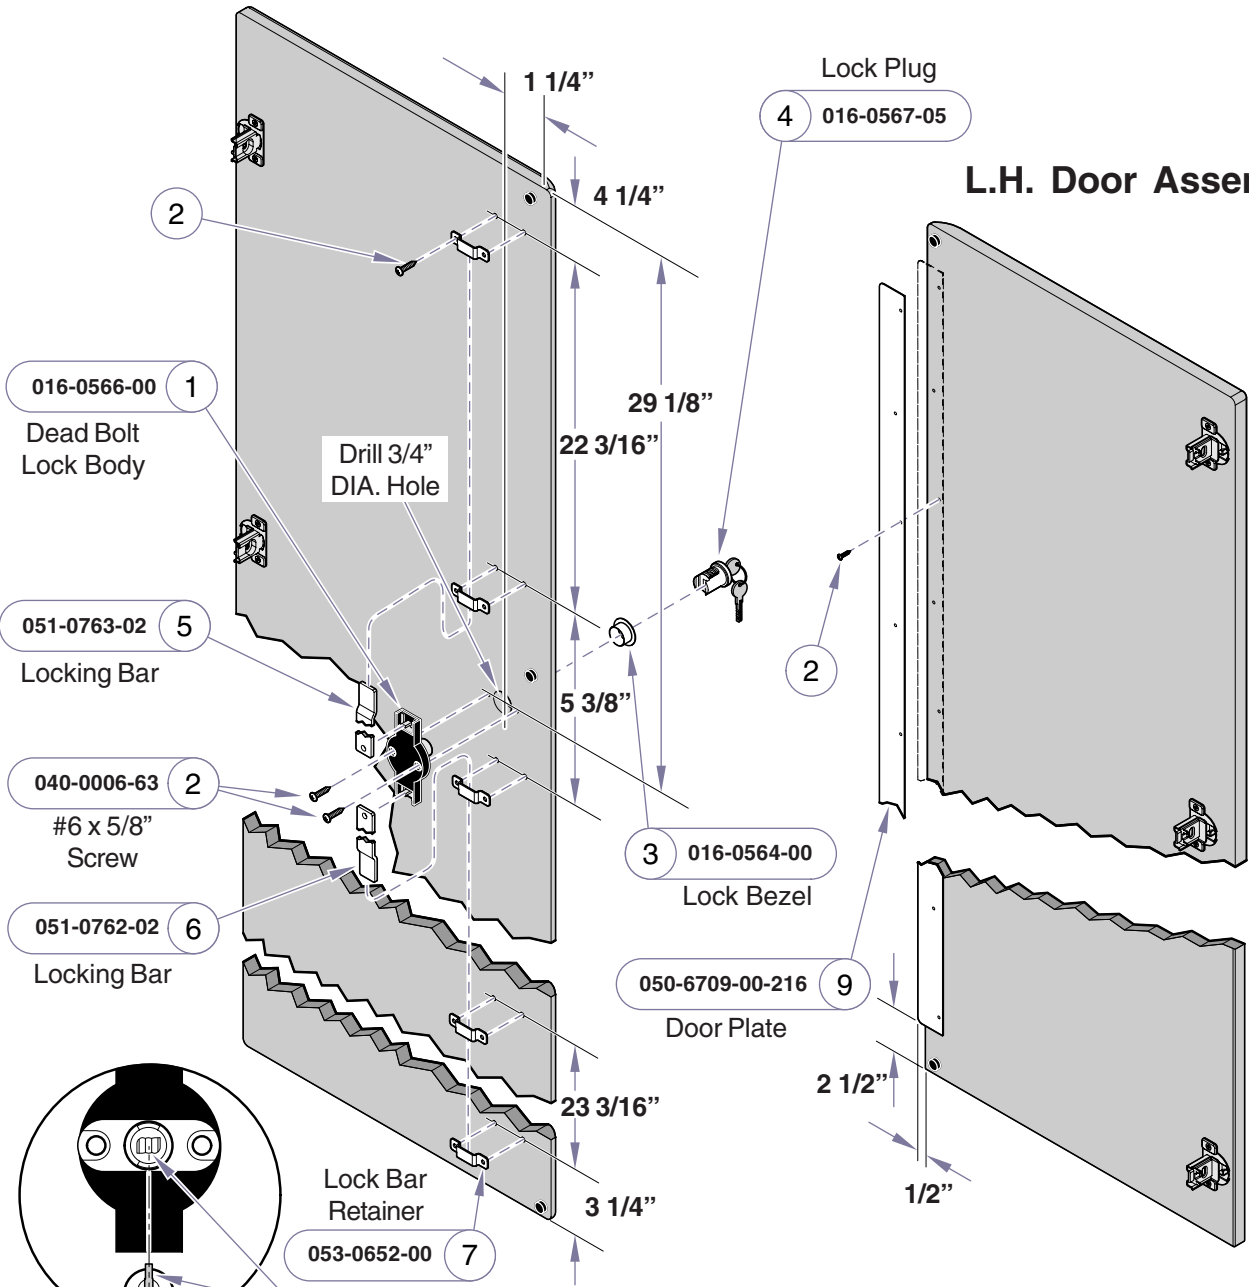 1 1/4”
Lock Plug
4 016-0567-05
L.H. Door Assem
4 1/4”
2
016-0566-00 1
Dead Bolt
Lock Body
Drill 3/4”
DIA. Hole
29 1/8”
22 3/16”
051-0763-02 5
Locking Bar
2
5 3/8”
040-0006-63 2
#6 x 5/8”
Screw
3 016-0564-00
Lock Bezel
051-0762-02 6
Locking Bar
050-6709-00-216 9
Door Plate
2 1/2”
23 3/16”
1/2”
Lock Bar
Retainer
053-0652-00 7
3 1/4”